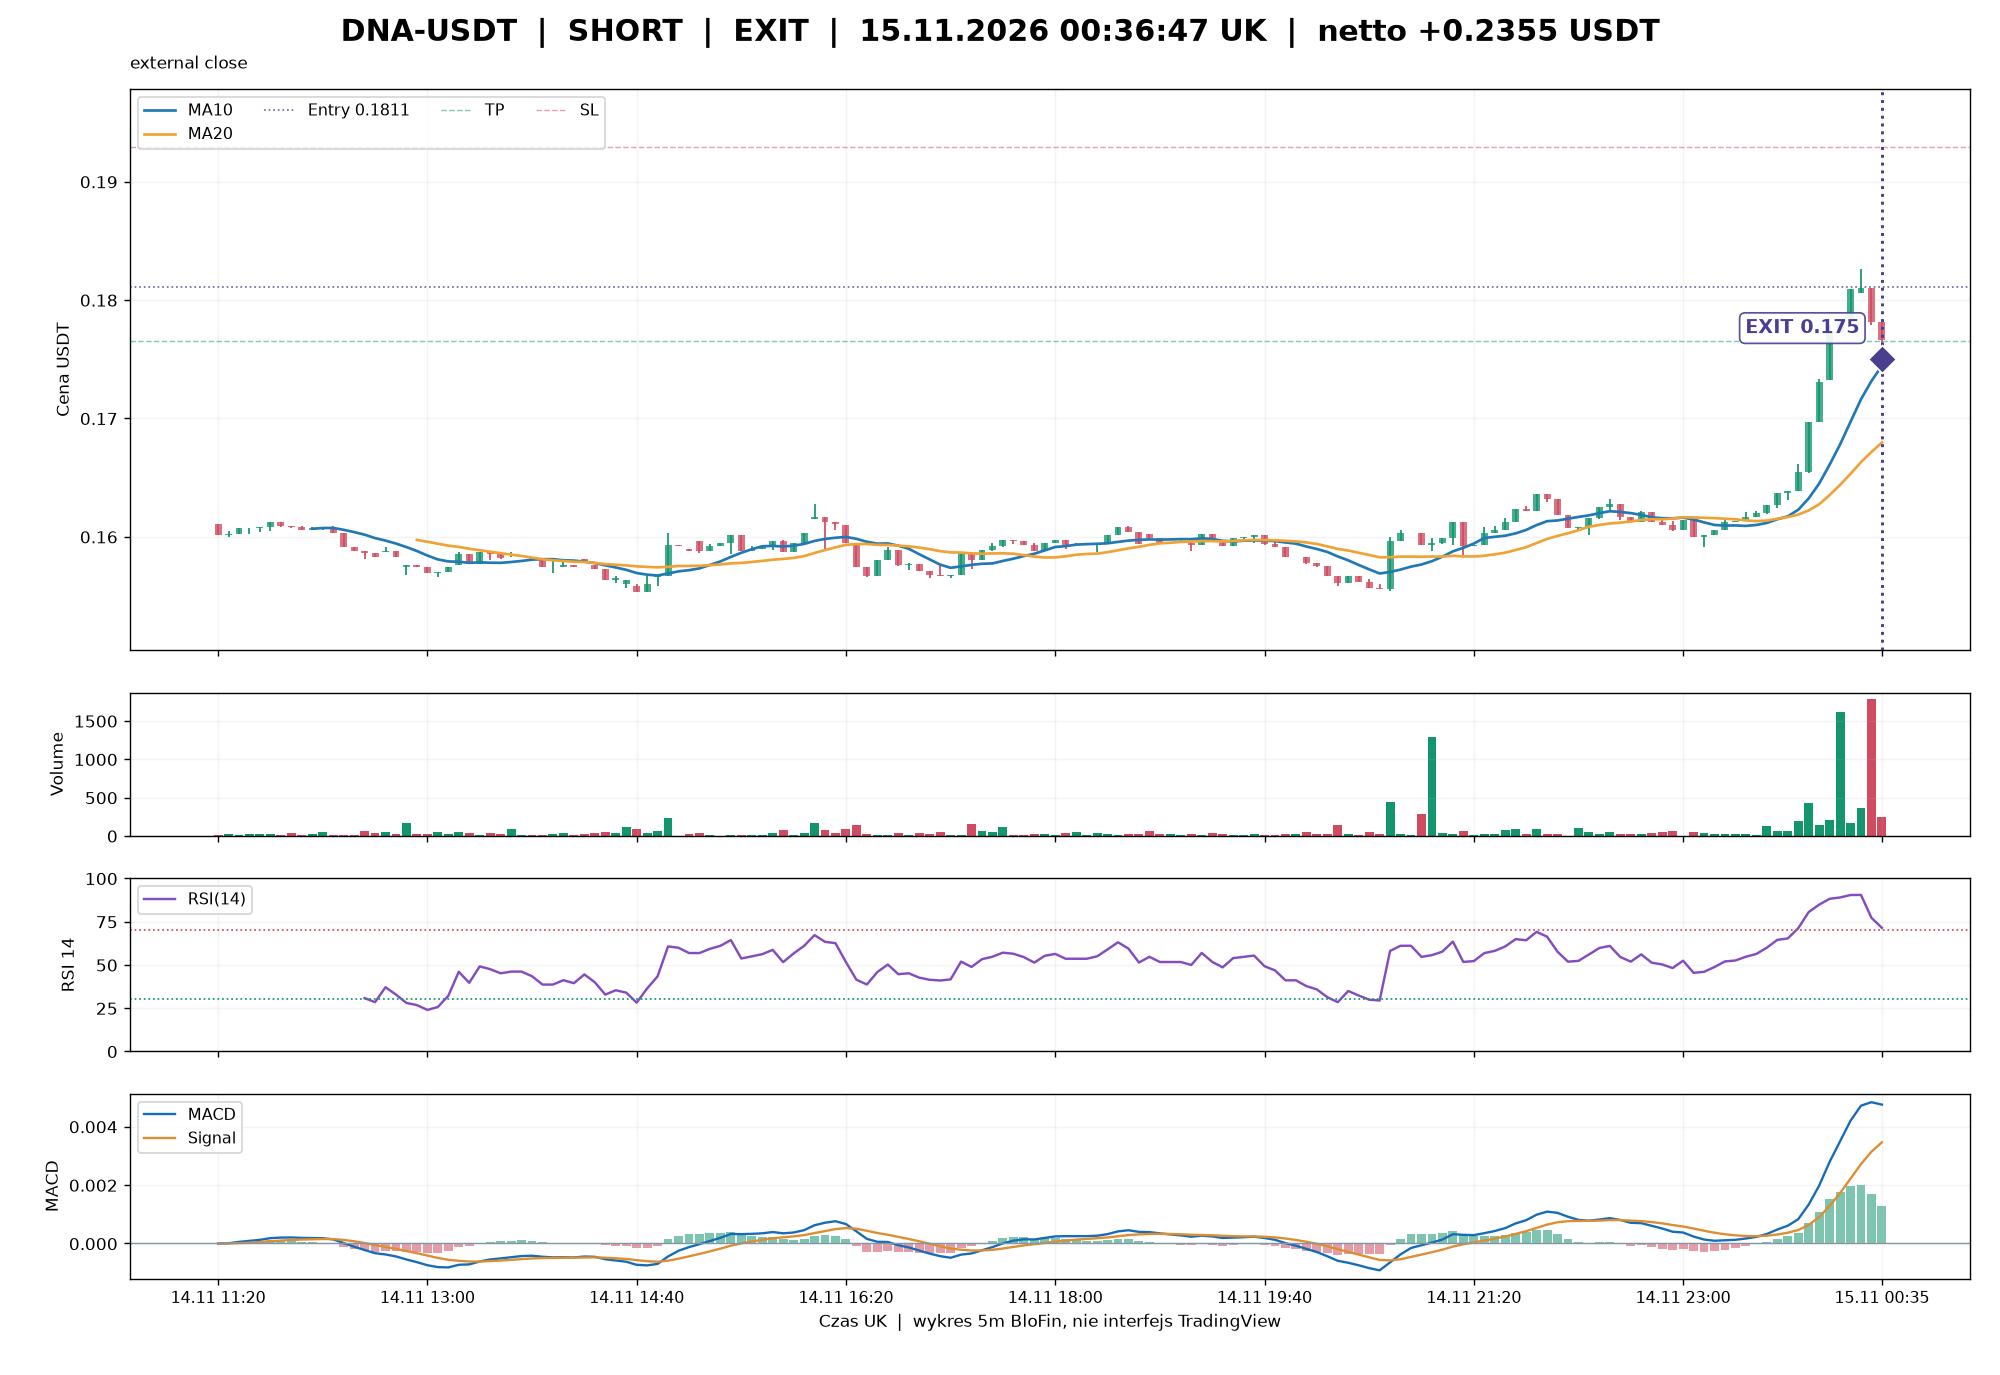 DNA-USDT | SHORT | EXIT | 15.11.2026 00:36:47 UK | netto +0.2355 USDT
external close
MA10
MA20
Entry 0.1811
TP
SL
Cena USDT
0.19
0.18
0.17
0.16
EXIT 0.175
Volume
1500
1000
500
0
RSI 14
100
75
50
25
0
RSI(14)
MACD
0.004
0.002
0.000
MACD
Signal
14.11 11:20
14.11 13:00
14.11 14:40
14.11 16:20
14.11 18:00
14.11 19:40
14.11 21:20
14.11 23:00
15.11 00:35
Czas UK | wykres 5m BloFin, nie interfejs TradingView